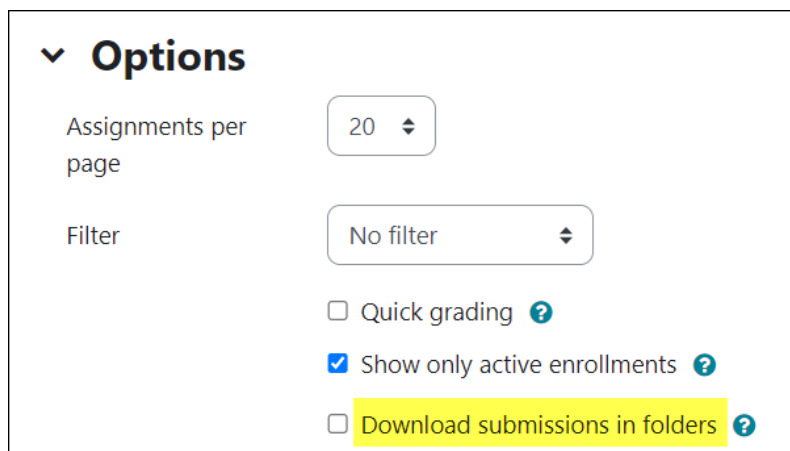 Options
Assignments per
page
20
Filter
No filter
Quick grading ?
Show only active enrollments ?
Download submissions in folders ?